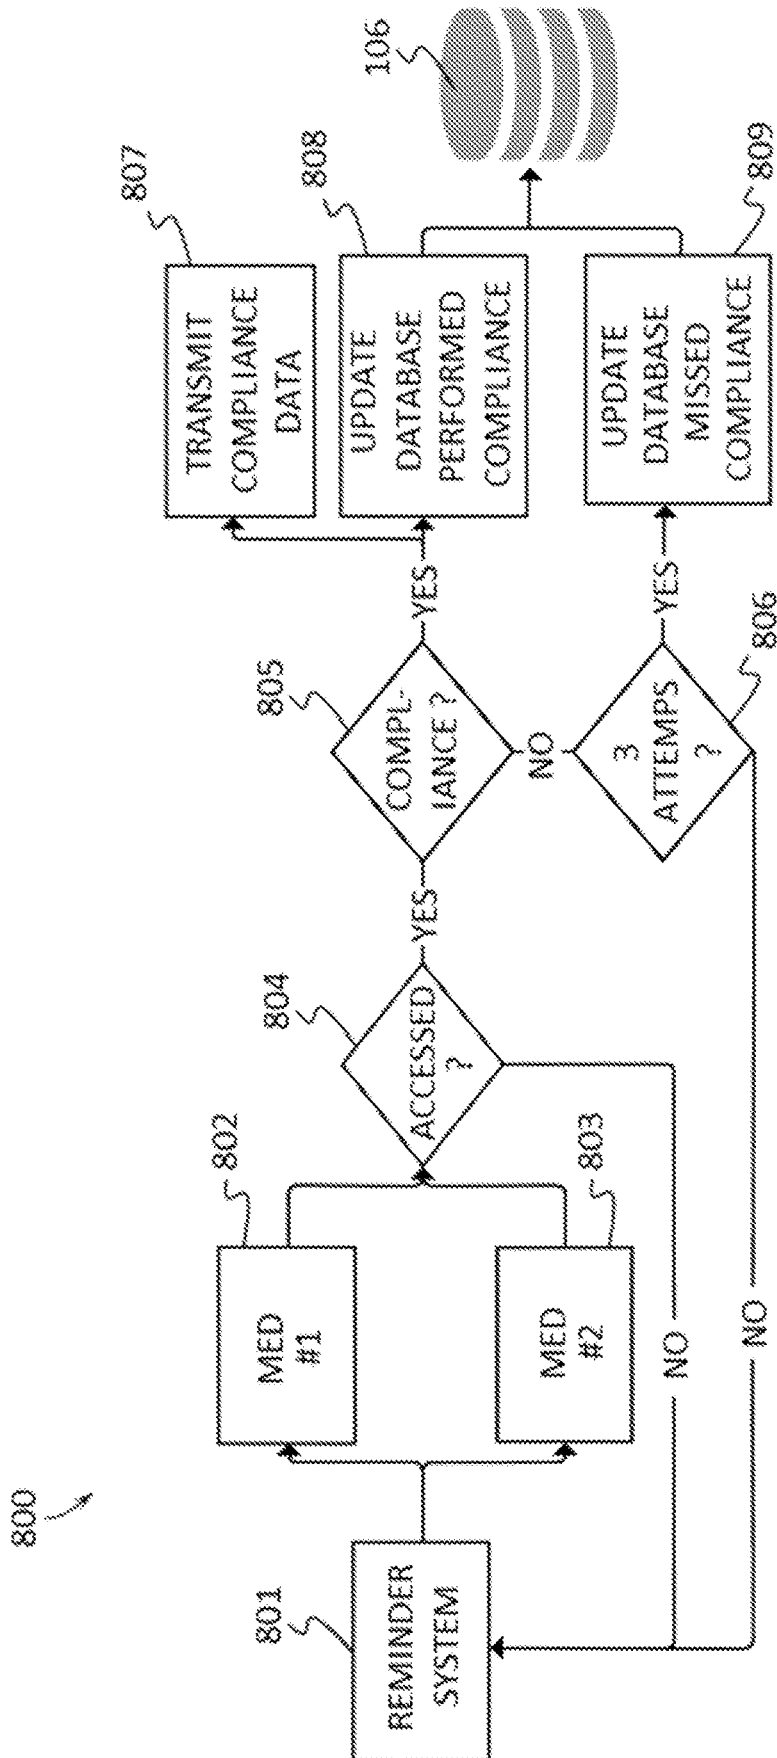 800
801
REMINDER
SYSTEM
802
MED
#1
803
MED
#2
804
ACCESSED
?
YES
NO
805
COMPL-
IANCE ?
YES
NO
806
3
ATTEMPS
?
YES
NO
807
TRANSMIT
COMPLIANCE
DATA
808
UPDATE
DATABASE
PERFORMED
COMPLIANCE
809
UPDATE
DATABASE
MISSED
COMPLIANCE
106